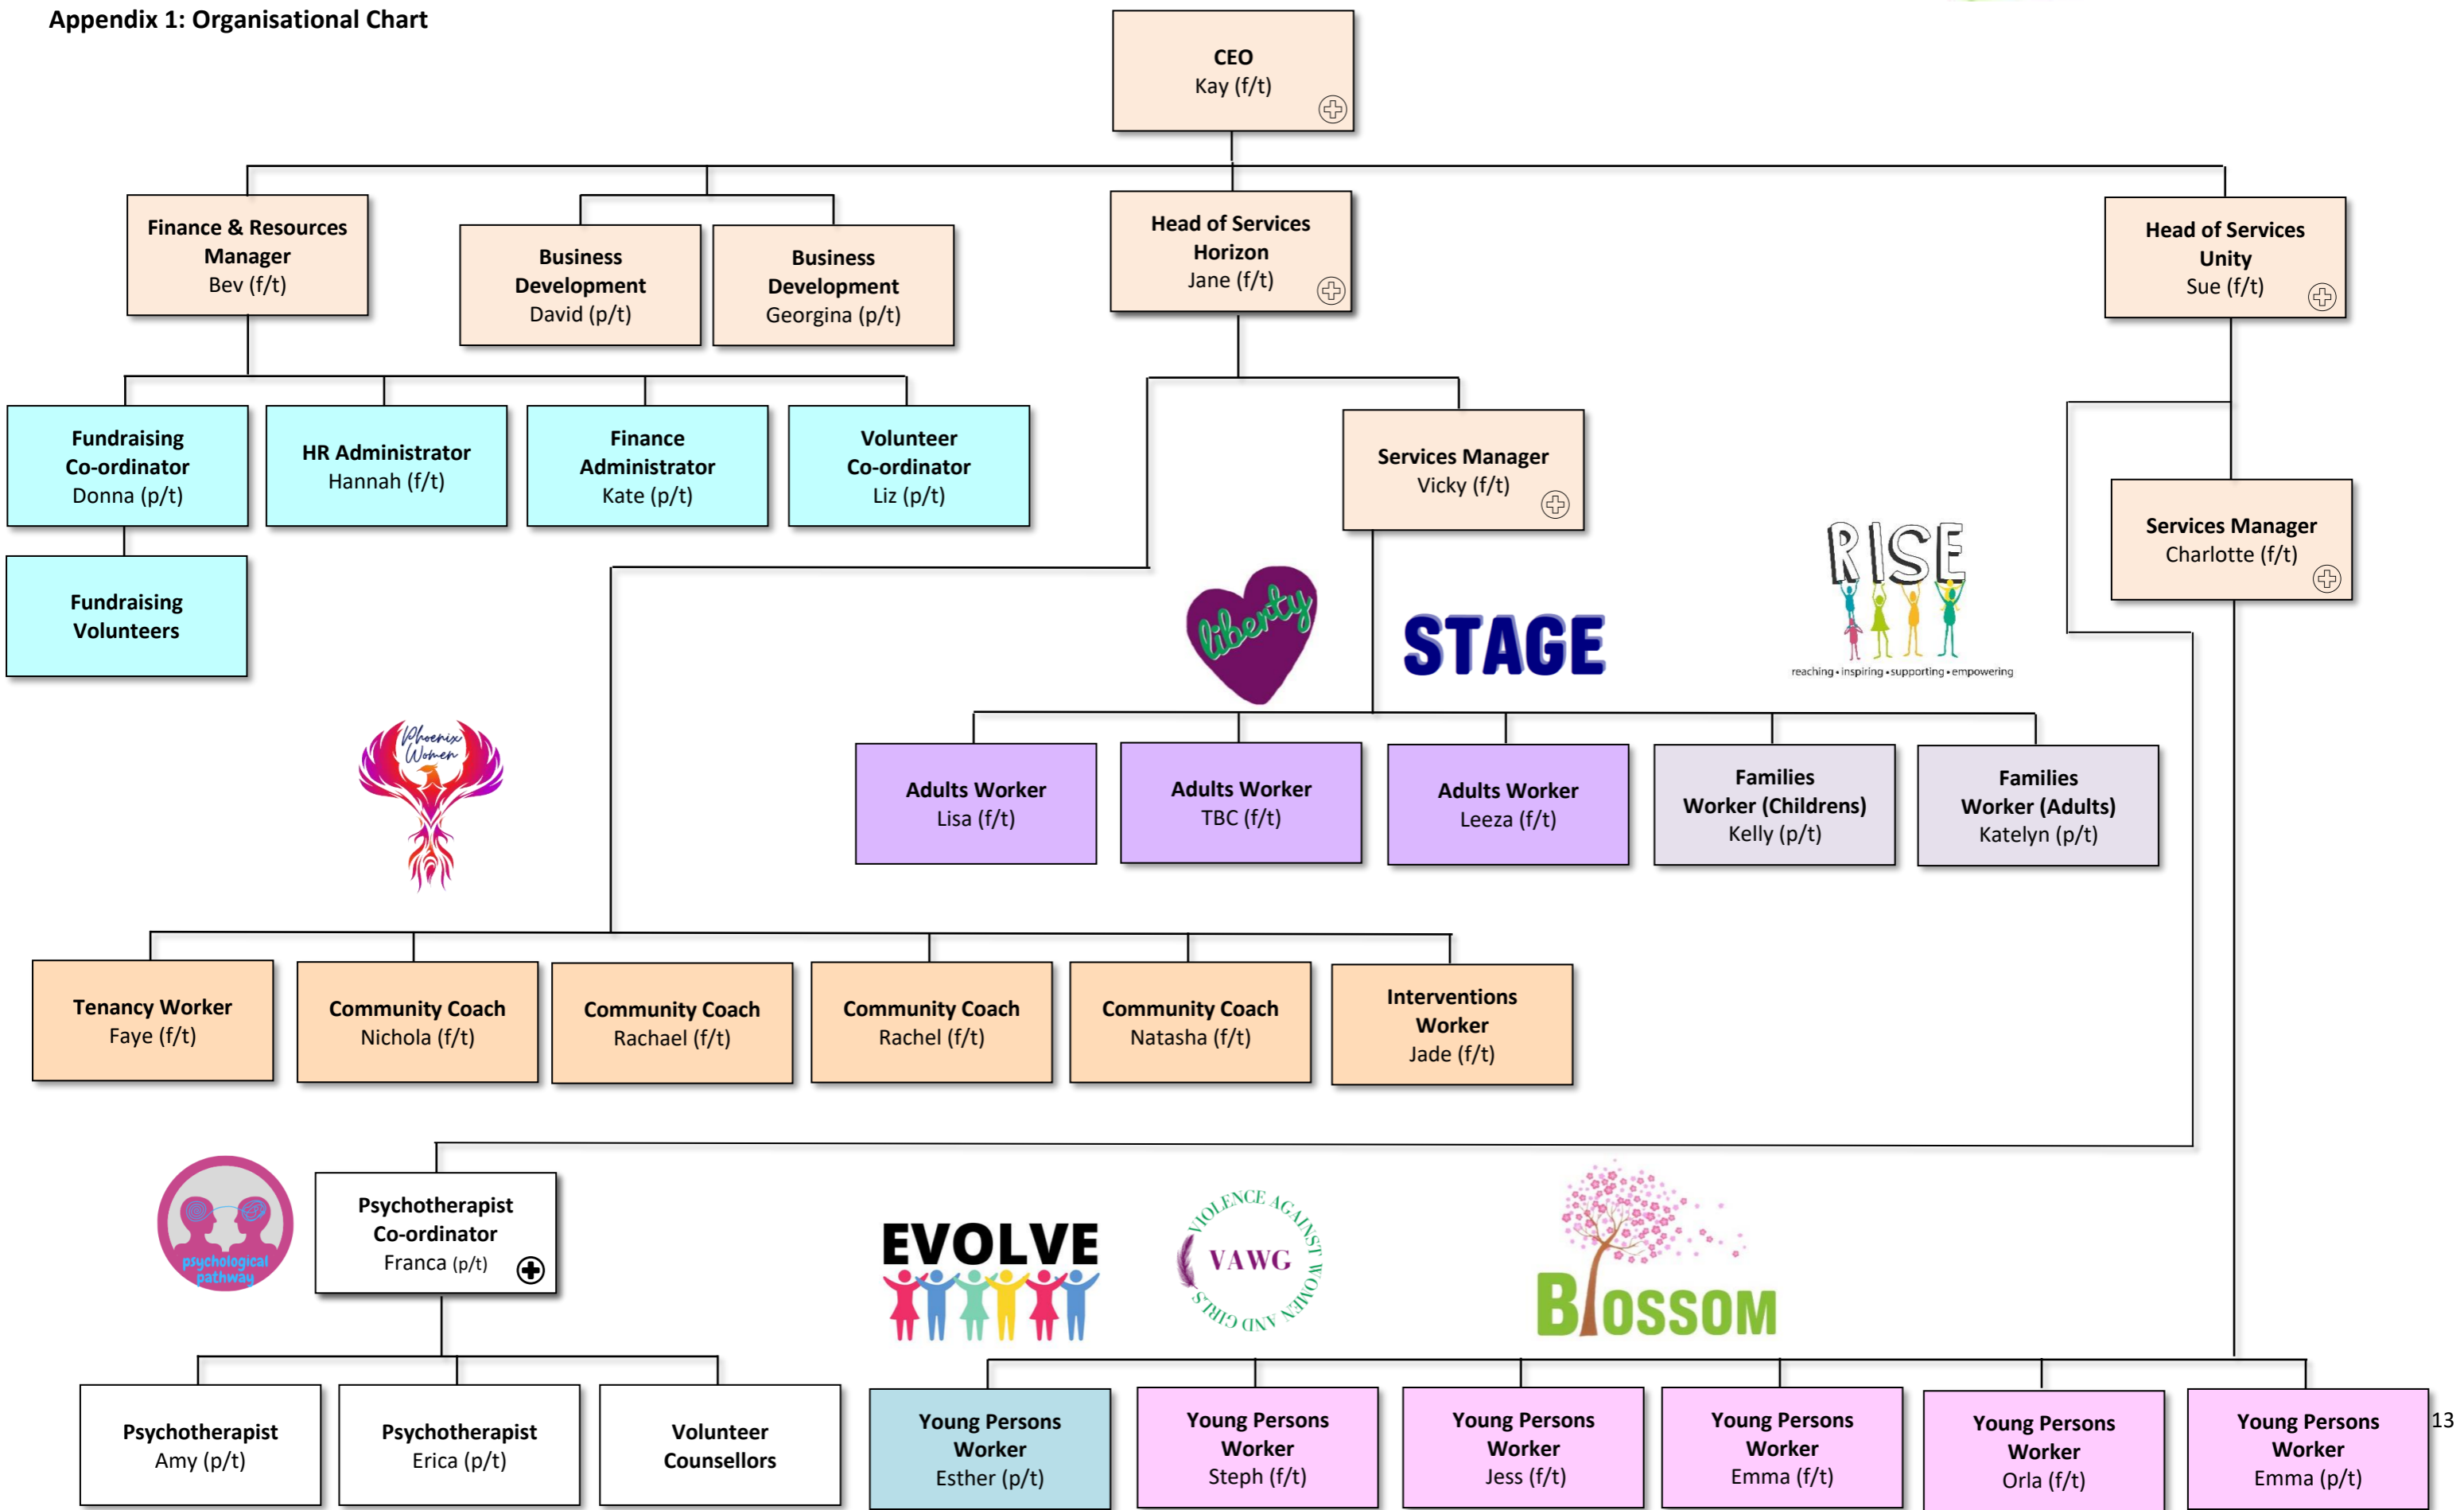 Appendix 1: Organisational Chart
CEO
Kay (f/t)
Finance & Resources
Manager
Bev (f/t)
Business
Development
David (p/t)
Business
Development
Georgina (p/t)
Head of Services
Horizon
Jane (f/t)
Head of Services
Unity
Sue (f/t)
Fundraising
Co-ordinator
Donna (p/t)
HR Administrator
Hannah (f/t)
Finance
Administrator
Kate (p/t)
Volunteer
Co-ordinator
Liz (p/t)
Services Manager
Vicky (f/t)
Services Manager
Charlotte (f/t)
Fundraising
Volunteers
liberty
STAGE
RISE
reaching • inspiring • supporting • empowering
Phoenix
Women
Adults Worker
Lisa (f/t)
Adults Worker
TBC (f/t)
Adults Worker
Leeza (f/t)
Families
Worker (Childrens)
Kelly (p/t)
Families
Worker (Adults)
Katelyn (p/t)
Tenancy Worker
Faye (f/t)
Community Coach
Nichola (f/t)
Community Coach
Rachael (f/t)
Community Coach
Rachel (f/t)
Community Coach
Natasha (f/t)
Interventions
Worker
Jade (f/t)
psychological
pathway
Psychotherapist
Co-ordinator
Franca (p/t)
EVOLVE
VIOLENCE AGAINST WOMEN AND GIRLS
VAWG
BlOSSOM
Psychotherapist
Amy (p/t)
Psychotherapist
Erica (p/t)
Volunteer
Counsellors
Young Persons
Worker
Esther (p/t)
Young Persons
Worker
Steph (f/t)
Young Persons
Worker
Jess (f/t)
Young Persons
Worker
Emma (f/t)
Young Persons
Worker
Orla (f/t)
Young Persons
Worker
Emma (p/t)
13